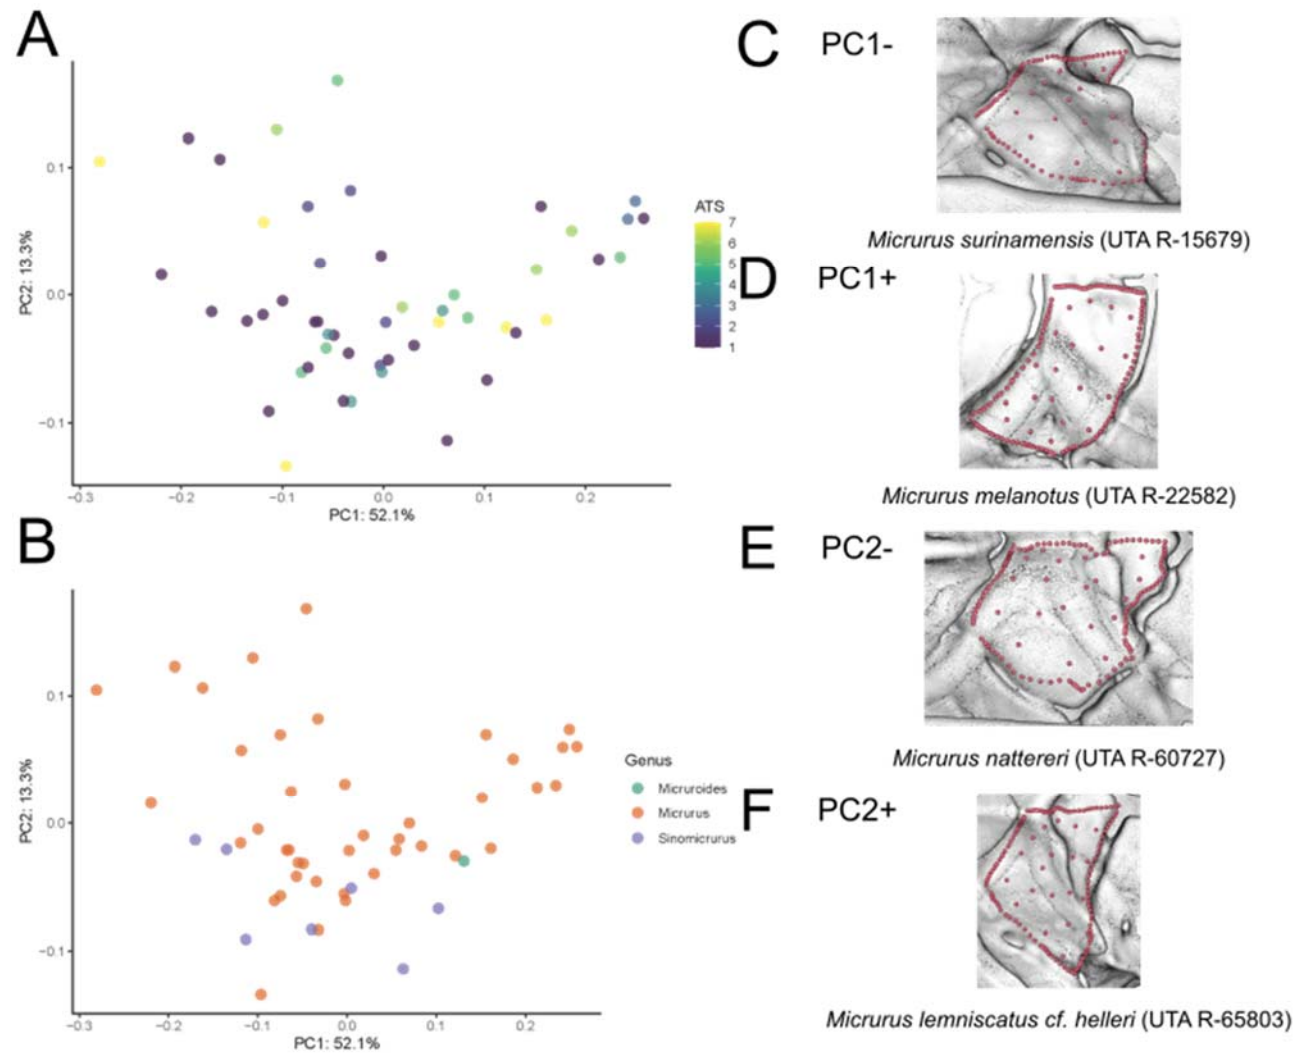 A
0.1
0.0
−0.1
PC2: 13.3%
−0.3
−0.2
−0.1
0.0
0.1
0.2
PC1: 52.1%
ATS
7
6
5
4
3
2
1
B
0.1
0.0
−0.1
PC2: 13.3%
−0.3
−0.2
−0.1
0.0
0.1
0.2
PC1: 52.1%
Genus
Micruroides
Micrurus
Sinomicrurus
C
PC1-
Micrurus surinamensis (UTA R-15679)
D
PC1+
Micrurus melanotus (UTA R-22582)
E
PC2-
Micrurus nattereri (UTA R-60727)
F
PC2+
Micrurus lemniscatus cf. helleri (UTA R-65803)